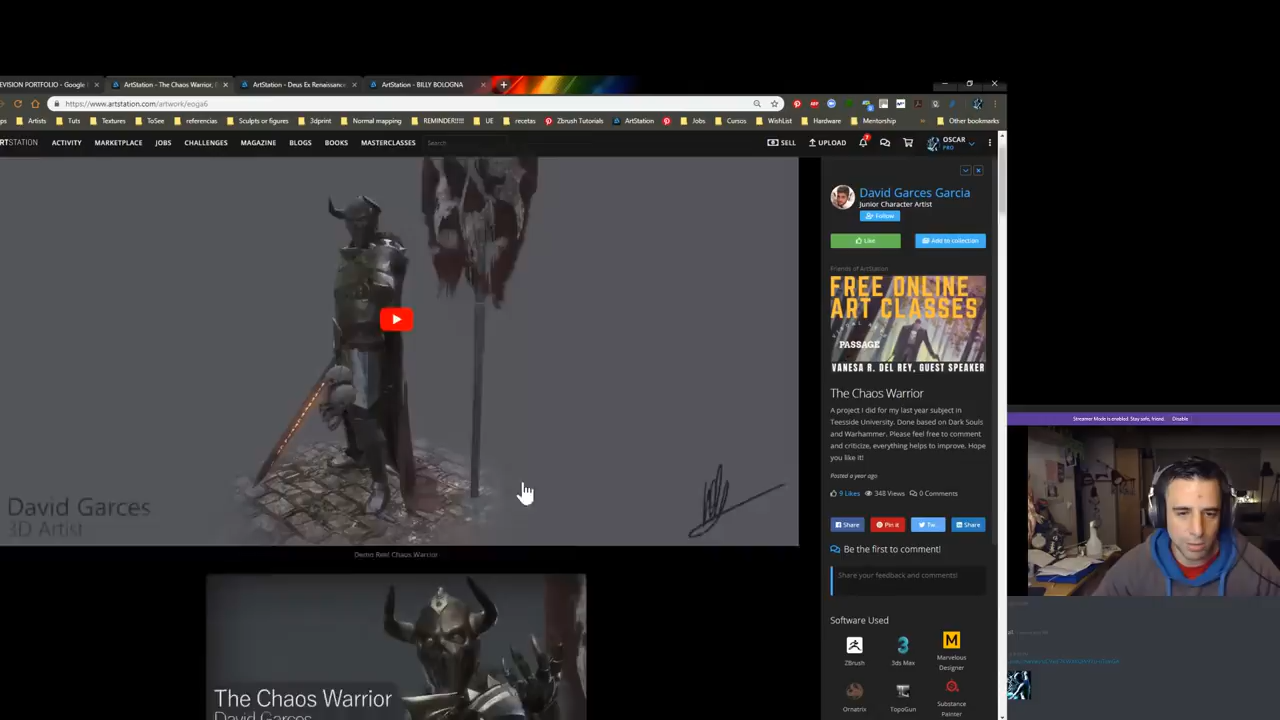 EVISION PORTFOLIO - Google
ArtStation - The Chaos Warrior,
ArtStation - Deus Ex Renaissance
ArtStation - BILLY BOLOGNA
https://www.artstation.com/artwork/eoga6
Artists
Tuts
Textures
ToSee
referencias
Sculpts or figures
3dprint
Normal mapping
REMINDER!!!!!
UE
recetas
Zbrush Tutorials
ArtStation
Jobs
Cursos
WishList
Hardware
Mentorship
Other bookmarks
RTSTATION
ACTIVITY
MARKETPLACE
JOBS
CHALLENGES
MAGAZINE
BLOGS
BOOKS
MASTERCLASSES
Search
SELL
UPLOAD
OSCAR
PRO
David Garces Garcia
Junior Character Artist
Follow
Like
Add to collection
Friends of ArtStation
FREE ONLINE
ART CLASSES
PASSAGE
VANESA R. DEL REY, GUEST SPEAKER
The Chaos Warrior
A project I did for my last year subject in
Teesside University. Done based on Dark Souls
and Warhammer. Please feel free to comment
and criticize, everything helps to improve. Hope
you like it!
Posted a year ago
9 Likes
348 Views
0 Comments
Share
Pin it
Tw
Share
Be the first to comment!
Share your feedback and comments!
Software Used
ZBrush
3ds Max
Marvelous
Designer
Ornatrix
TopoGun
Substance
Painter
David Garces
3D Artist
Demo Reel Chaos Warrior
The Chaos Warrior
David Garces
Streamer Mode is enabled. Stay safe, friend.
Disable